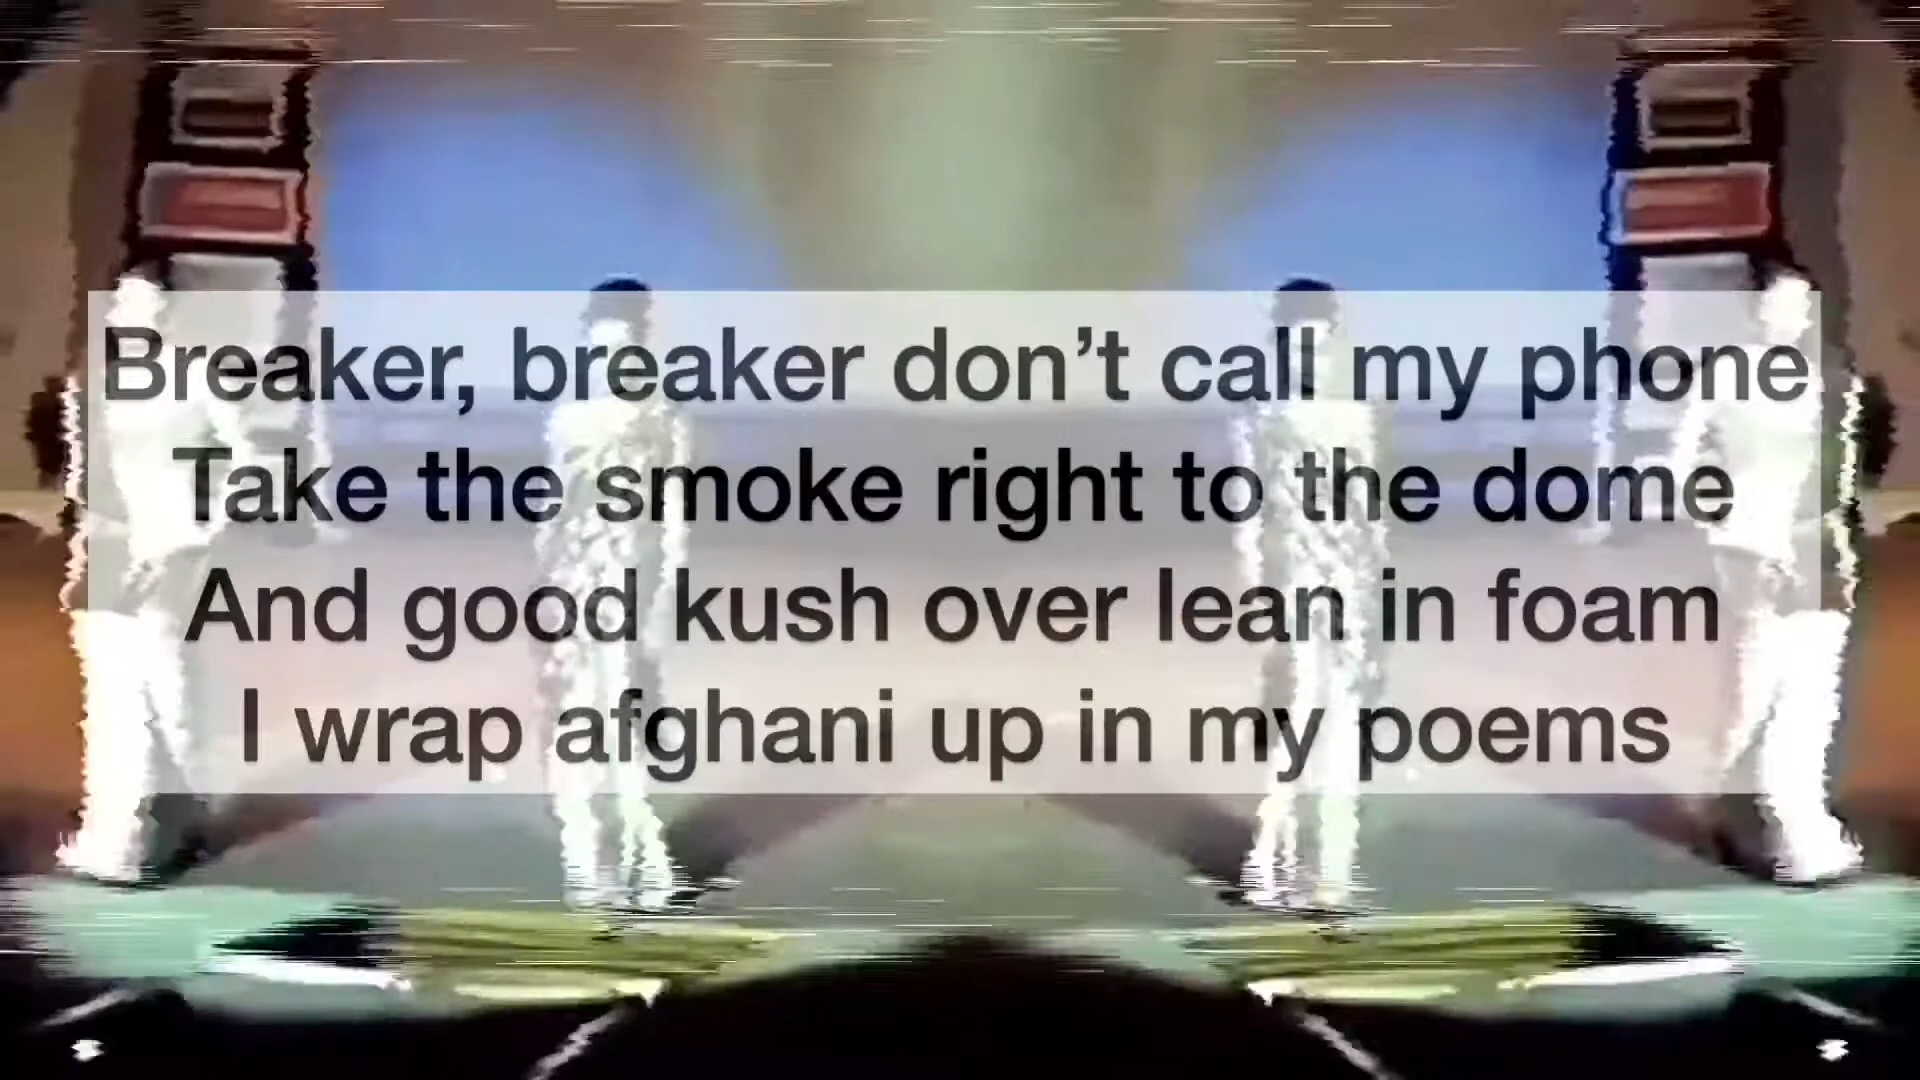 Breaker, breaker don’t call my phone
Take the smoke right to the dome
And good kush over lean in foam
I wrap afghani up in my poems